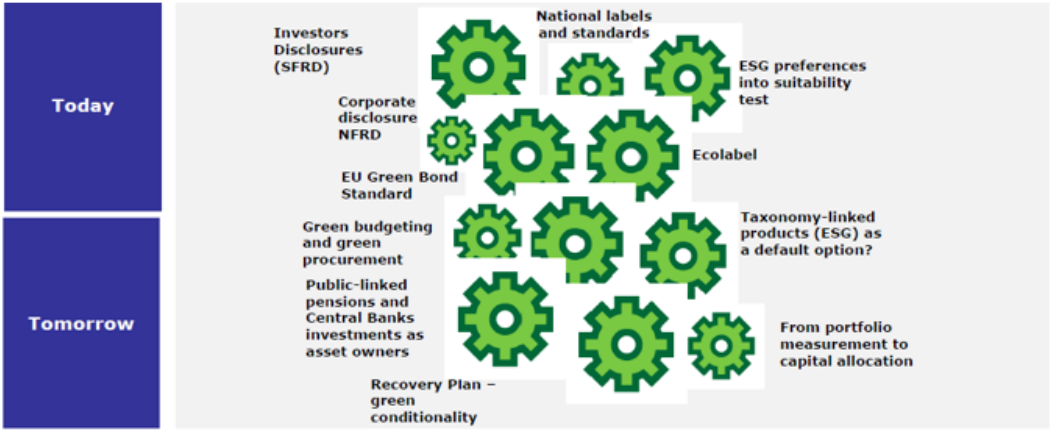 Today
Investors
Disclosures
(SFRD)
National labels
and standards
ESG preferences
into suitability
test
Corporate
disclosure
NFRD
Ecolabel
EU Green Bond
Standard
Tomorrow
Green budgeting
and green
procurement
Taxonomy-linked
products (ESG) as
a default option?
Public-linked
pensions and
Central Banks
investments as
asset owners
From portfolio
measurement to
capital allocation
Recovery Plan –
green
conditionality